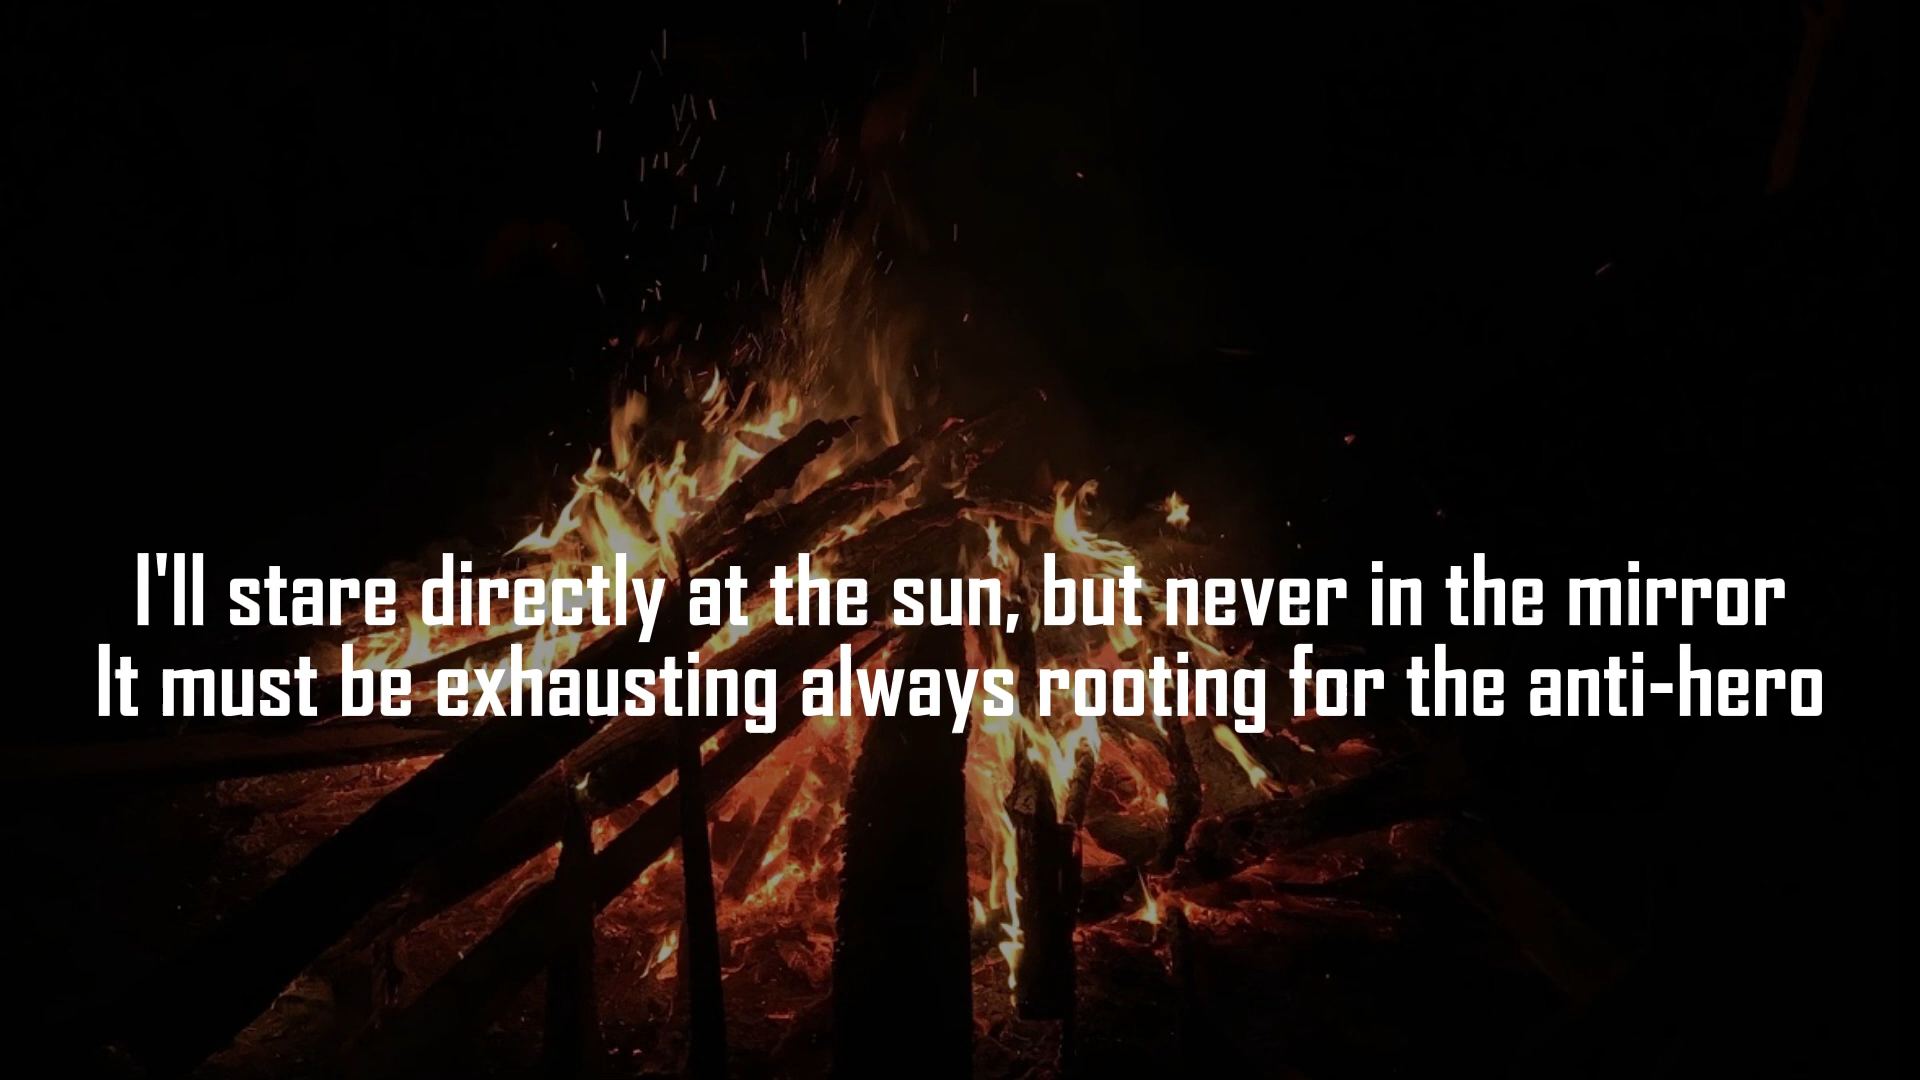 I'll stare directly at the sun, but never in the mirror
It must be exhausting always rooting for the anti-hero